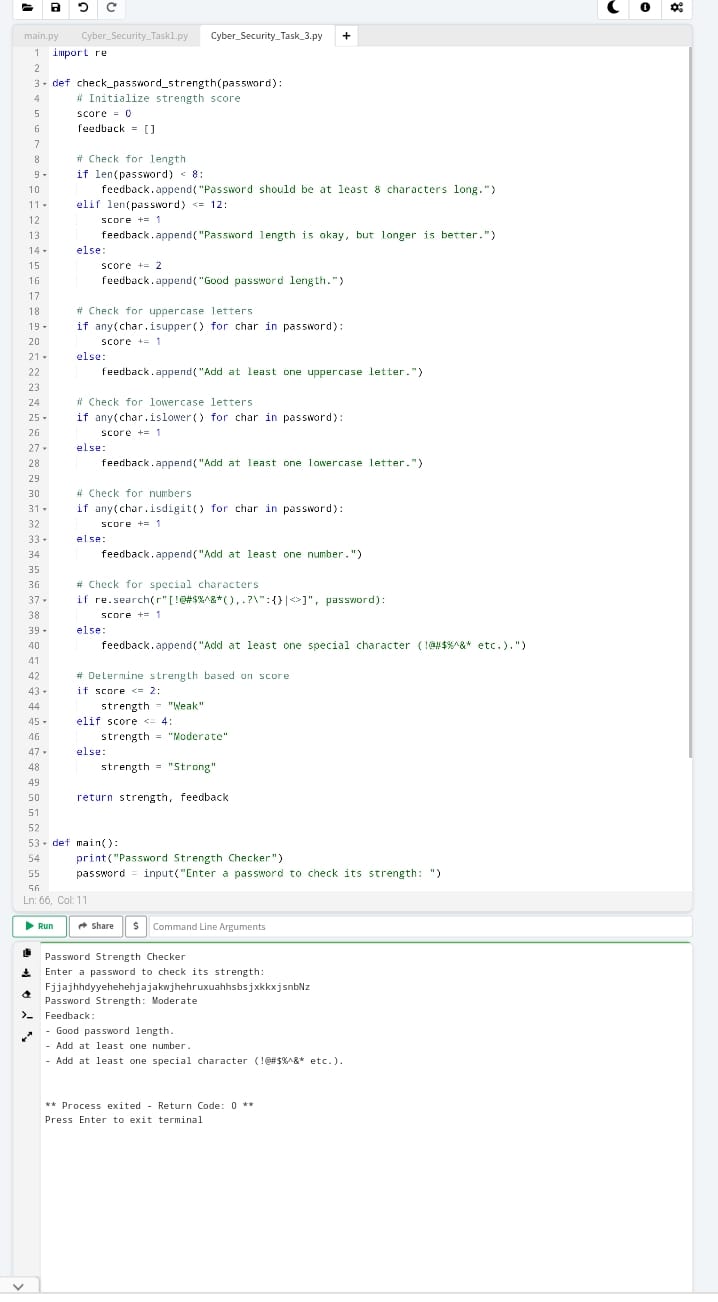 main.py Cyber_Security_Task1.py Cyber_Security_Task_3.py +
1 import re
2
3 def check_password_strength(password):
4 # Initialize strength score
5 score = 0
6 feedback = []
7
8 # Check for length
9 if len(password) < 8:
10 feedback.append("Password should be at least 8 characters long.")
11 elif len(password) <= 12:
12 score += 1
13 feedback.append("Password length is okay, but longer is better.")
14 else:
15 score += 2
16 feedback.append("Good password length.")
17
18 # Check for uppercase letters
19 if any(char.isupper() for char in password):
20 score += 1
21 else:
22 feedback.append("Add at least one uppercase letter.")
23
24 # Check for lowercase letters
25 if any(char.islower() for char in password):
26 score += 1
27 else:
28 feedback.append("Add at least one lowercase letter.")
29
30 # Check for numbers
31 if any(char.isdigit() for char in password):
32 score += 1
33 else:
34 feedback.append("Add at least one number.")
35
36 # Check for special characters
37 if re.search(r"[!@#$%^&*(),.?\":{}|<>]", password):
38 score += 1
39 else:
40 feedback.append("Add at least one special character (!@#$%^&* etc.).")
41
42 # Determine strength based on score
43 if score <= 2:
44 strength = "Weak"
45 elif score <= 4:
46 strength = "Moderate"
47 else:
48 strength = "Strong"
49
50 return strength, feedback
51
52
53 def main():
54 print("Password Strength Checker")
55 password = input("Enter a password to check its strength: ")
56
Ln: 66, Col: 11
Run Share $ Command Line Arguments
Password Strength Checker
Enter a password to check its strength:
FjjajhhdyyehehehjajakwjhehruxuahhsbsjxkkxjsnbNz
Password Strength: Moderate
Feedback:
- Good password length.
- Add at least one number.
- Add at least one special character (!@#$%^&* etc.).
** Process exited - Return Code: 0 **
Press Enter to exit terminal